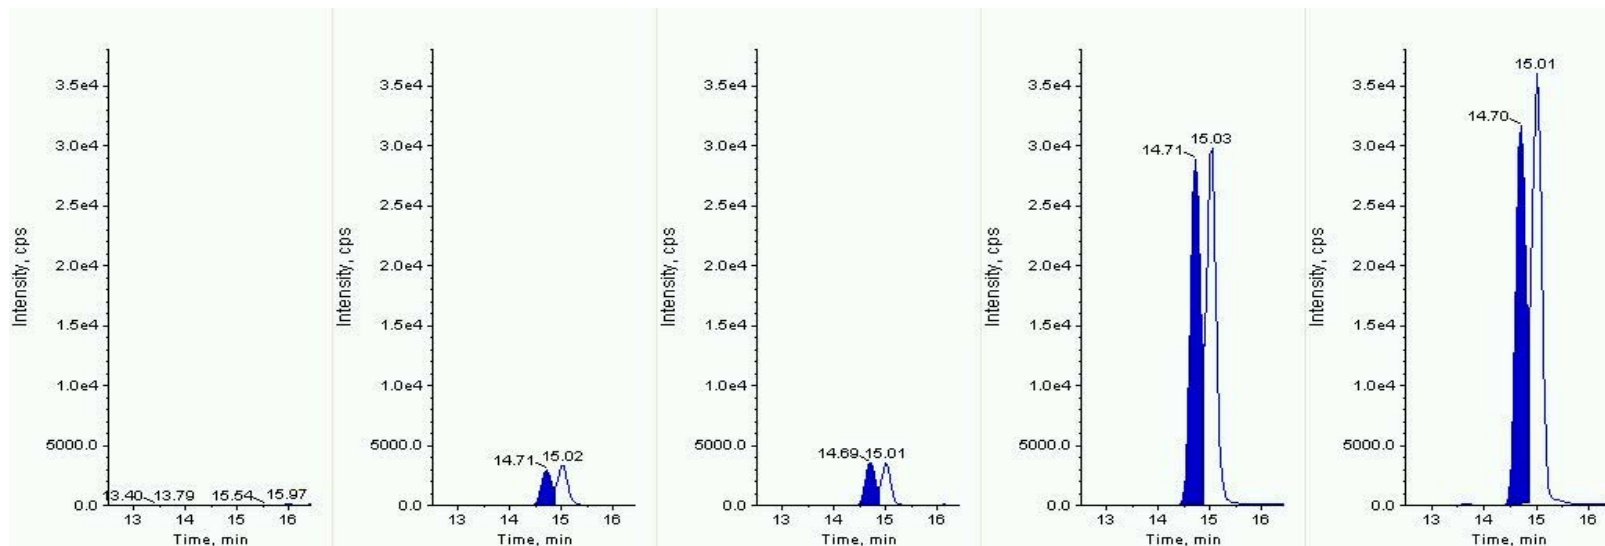 Intensity, cps
3.5e4
3.0e4
2.5e4
2.0e4
1.5e4
1.0e4
5000.0
0.0
13.40 13.79 15.54 15.97
13 14 15 16
Time, min
Intensity, cps
3.5e4
3.0e4
2.5e4
2.0e4
1.5e4
1.0e4
5000.0
0.0
14.71 15.02
13 14 15 16
Time, min
Intensity, cps
3.5e4
3.0e4
2.5e4
2.0e4
1.5e4
1.0e4
5000.0
0.0
14.69 15.01
13 14 15 16
Time, min
Intensity, cps
3.5e4
3.0e4
2.5e4
2.0e4
1.5e4
1.0e4
5000.0
0.0
14.71 15.03
13 14 15 16
Time, min
Intensity, cps
3.5e4
3.0e4
2.5e4
2.0e4
1.5e4
1.0e4
5000.0
0.0
15.01
14.70
13 14 15 16
Time, min